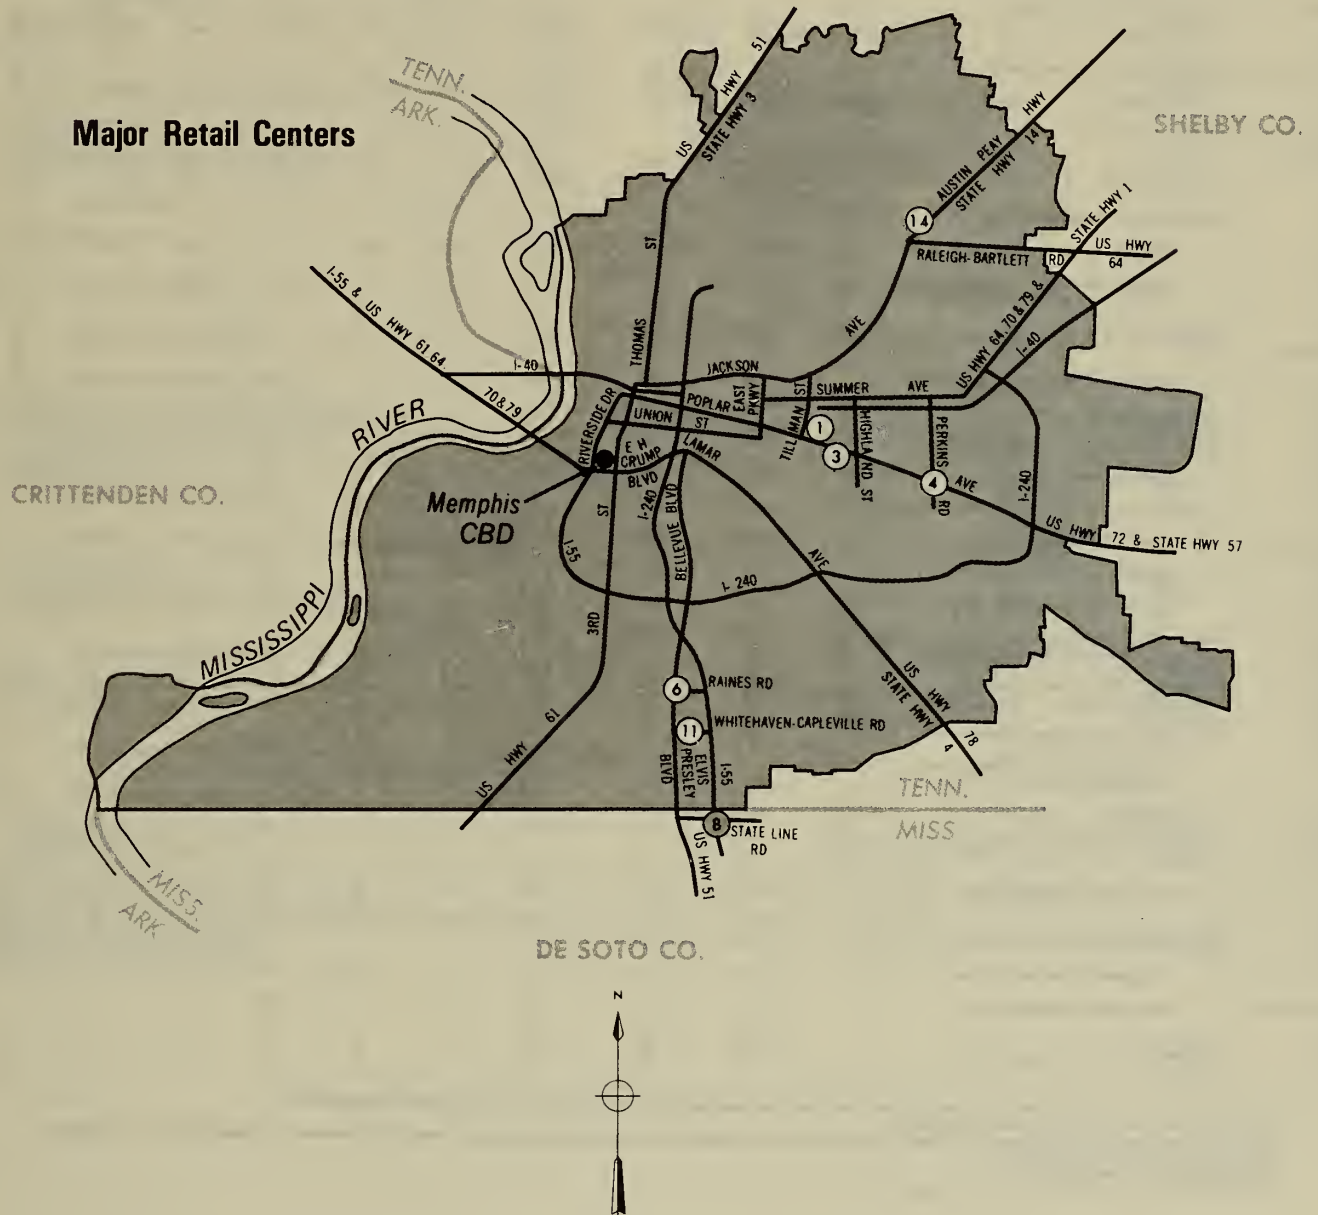 Major Retail Centers
TENN.
ARK.
US HWY 51
STATE HWY 3
AUSTIN PEAY HWY
STATE HWY 14
SHELBY CO.
14
STATE HWY 1
US HWY
64
RALEIGH-BARTLETT RD
I-55 & US HWY 61 64
70 & 79
I-40
THOMAS ST
JACKSON AVE
US HWY 64, 70 & 79 &
I-40
RIVER
MISSISSIPPI
RIVERSIDE DR
POPLAR
UNION ST
EAST PKWY
TILLMAN ST
SUMMER AVE
HIGHLAND ST
PERKINS RD
1
3
4
AVE
E H
CRUMP
BLVD
LAMAR AVE
I-240
BELLEVUE BLVD
I-240
US HWY 72 & STATE HWY 57
CRITTENDEN CO.
Memphis
CBD
I-55
I-240
3RD ST
US HWY 61
6
RAINES RD
11
WHITEHAVEN-CAPLEVILLE RD
ELVIS
PRESLEY
BLVD
I-55
US HWY 78
STATE HWY 4
TENN.
MISS
8
STATE LINE
RD
US HWY 51
MISS.
ARK
DE SOTO CO.
N